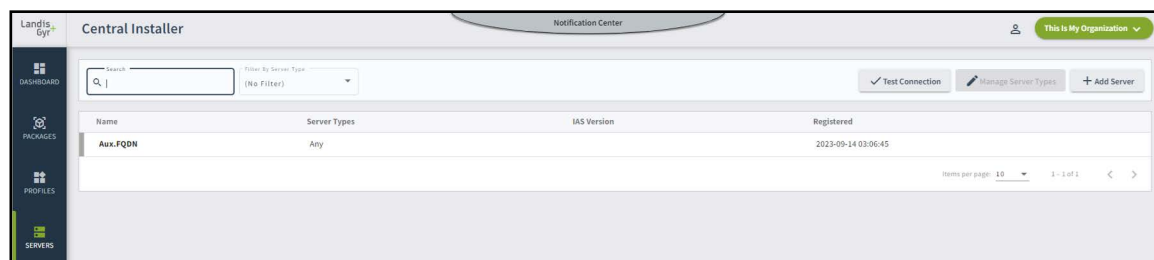 Landis
Gyr+
Central Installer
Notification Center
This Is My Organization
DASHBOARD
PACKAGES
PROFILES
SERVERS
Search
Filter By Server Type
(No Filter)
Test Connection
Manage Server Types
+ Add Server
Name Server Types IAS Version Registered
Aux.FQDN Any 2023-09-14 03:06:45
Items per page: 10 1 - 1 of 1